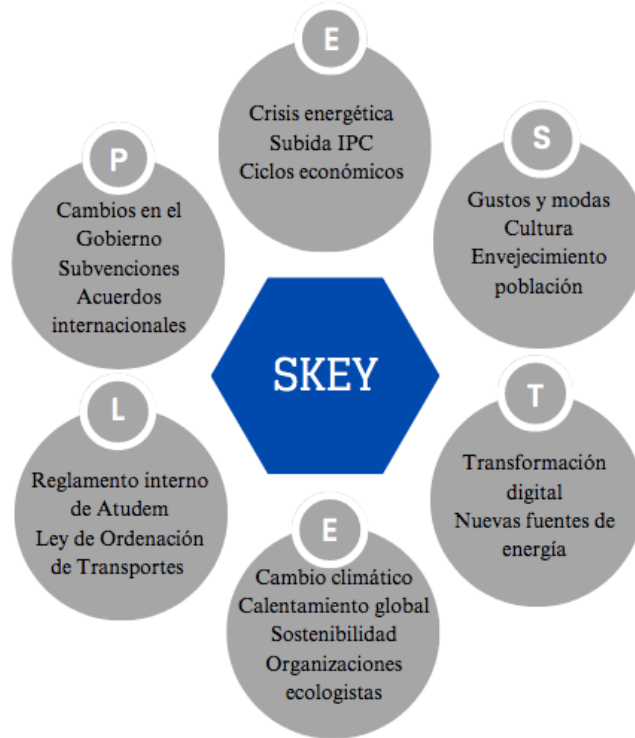 P
Cambios en el
Gobierno
Subvenciones
Acuerdos
internacionales
E
Crisis energética
Subida IPC
Ciclos económicos
S
Gustos y modas
Cultura
Envejecimiento
población
T
Transformación
digital
Nuevas fuentes de
energía
E
Cambio climático
Calentamiento global
Sostenibilidad
Organizaciones
ecologistas
L
Reglamento interno
de Atudem
Ley de Ordenación
de Transportes
SKEY